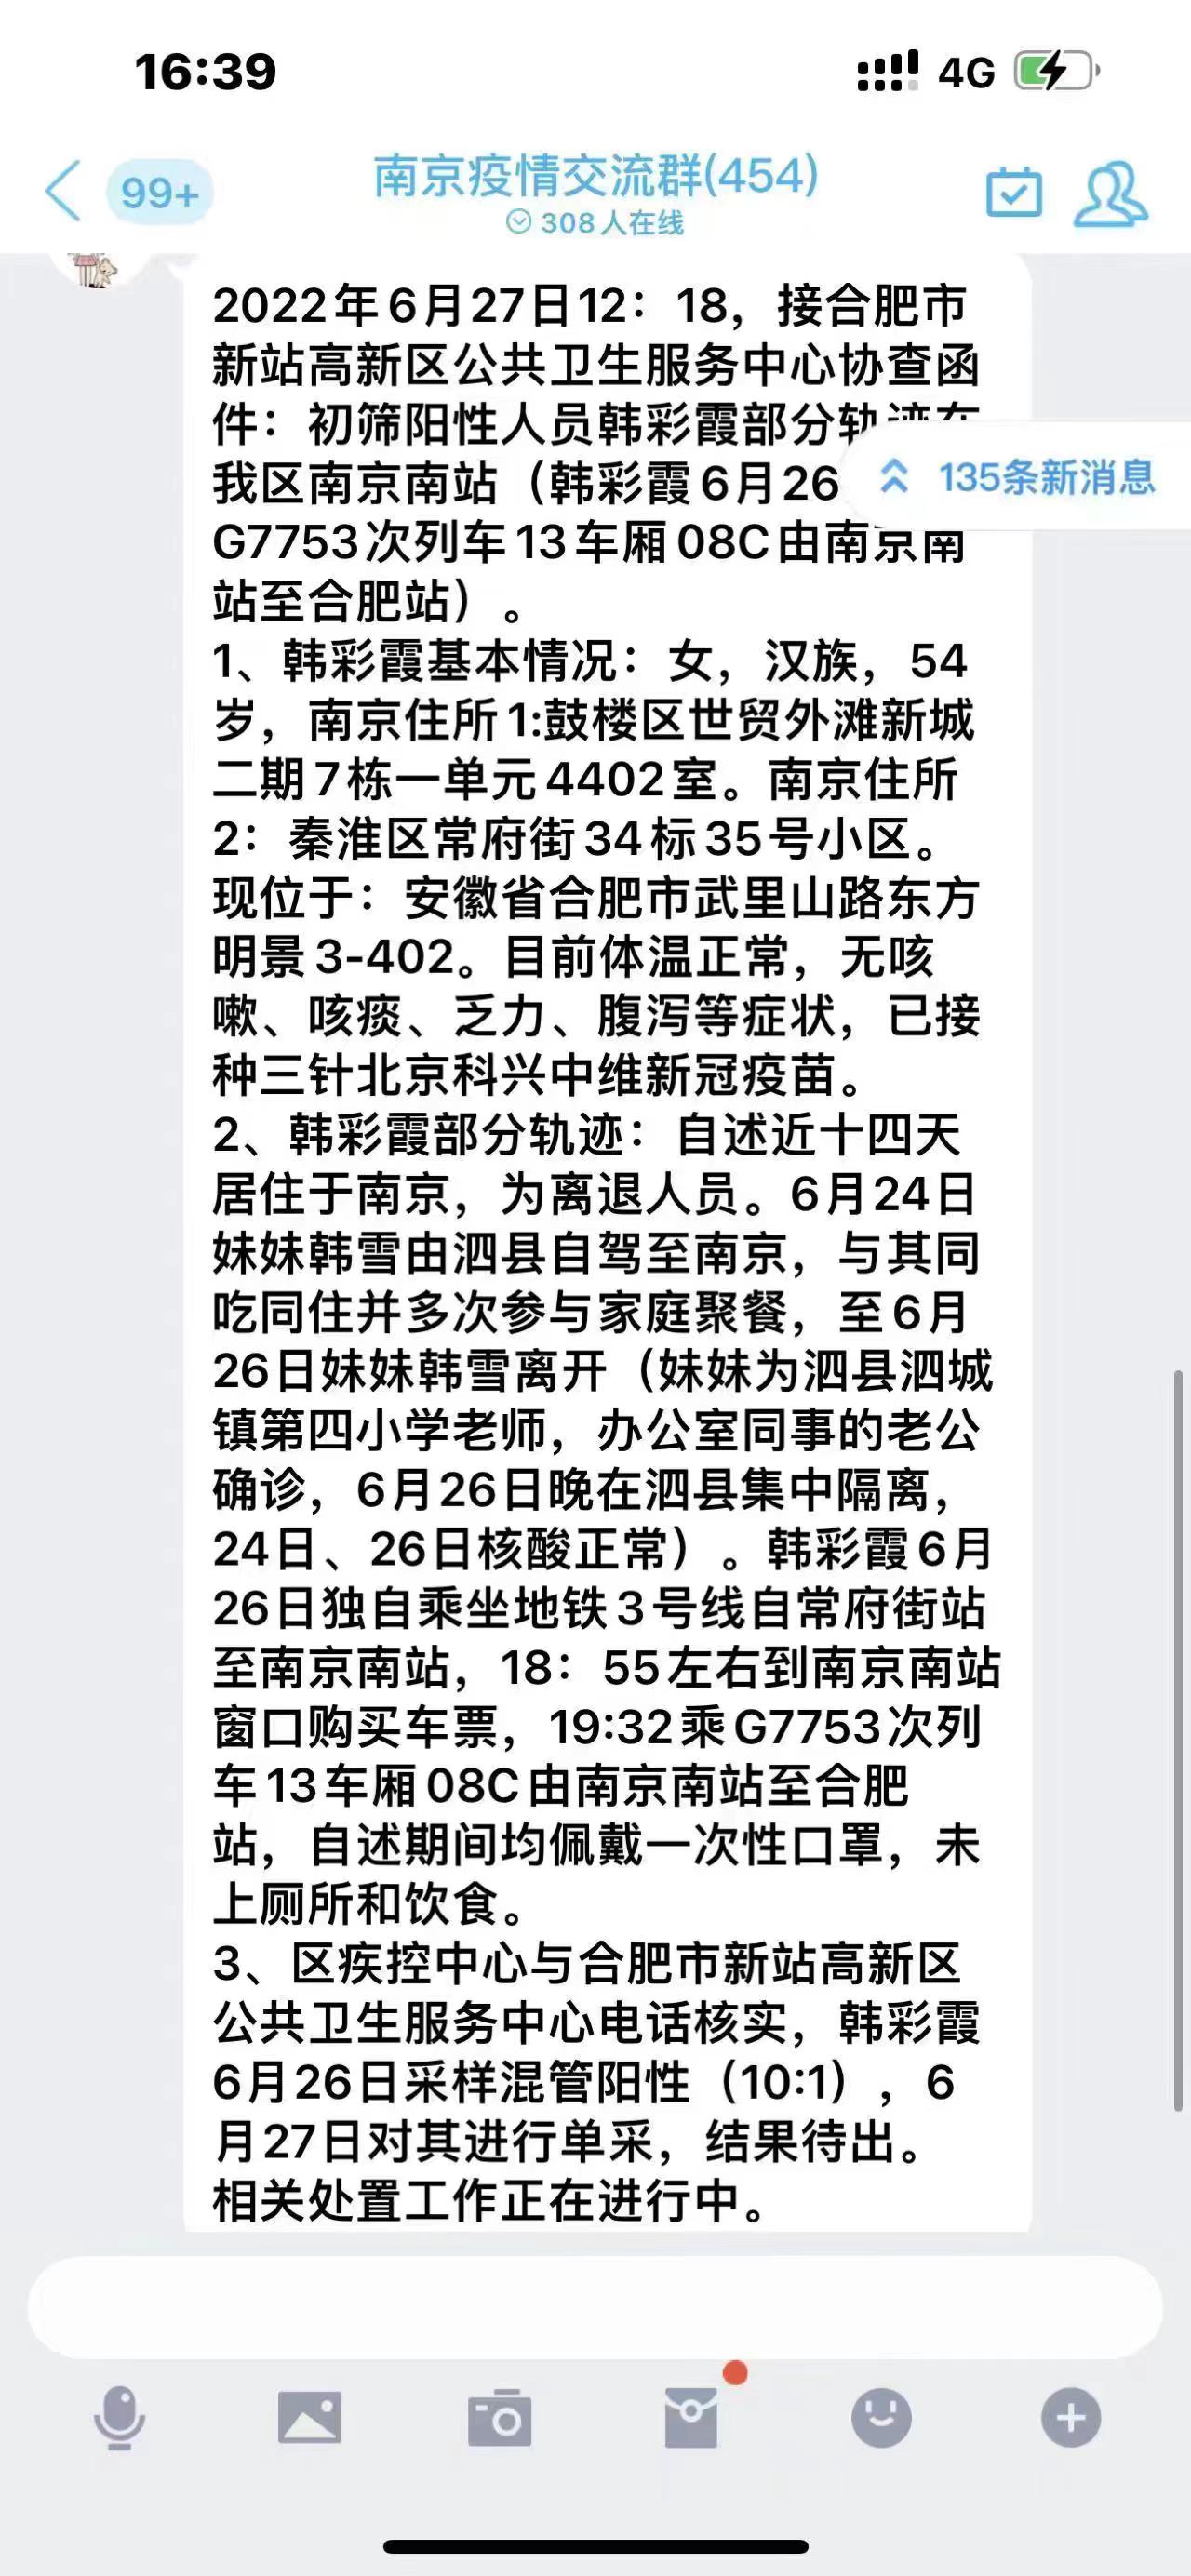 16:39
4G
99+
南京疫情交流群(454)
308人在线
2022年6月27日12：18，接合肥市
新站高新区公共卫生服务中心协查函
件：初筛阳性人员韩彩霞部分轨迹在
我区南京南站（韩彩霞6月26
135条新消息
G7753次列车13车厢08C由南京南
站至合肥站）。
1、韩彩霞基本情况：女，汉族，54
岁，南京住所1:鼓楼区世贸外滩新城
二期7栋一单元4402室。南京住所
2：秦淮区常府街34标35号小区。
现位于：安徽省合肥市武里山路东方
明景3-402。目前体温正常，无咳
嗽、咳痰、乏力、腹泻等症状，已接
种三针北京科兴中维新冠疫苗。
2、韩彩霞部分轨迹：自述近十四天
居住于南京，为离退人员。6月24日
妹妹韩雪由泗县自驾至南京，与其同
吃同住并多次参与家庭聚餐，至6月
26日妹妹韩雪离开（妹妹为泗县泗城
镇第四小学老师，办公室同事的老公
确诊，6月26日晚在泗县集中隔离，
24日、26日核酸正常）。韩彩霞6月
26日独自乘坐地铁3号线自常府街站
至南京南站，18：55左右到南京南站
窗口购买车票，19:32乘G7753次列
车13车厢08C由南京南站至合肥
站，自述期间均佩戴一次性口罩，未
上厕所和饮食。
3、区疾控中心与合肥市新站高新区
公共卫生服务中心电话核实，韩彩霞
6月26日采样混管阳性（10:1），6
月27日对其进行单采，结果待出。
相关处置工作正在进行中。